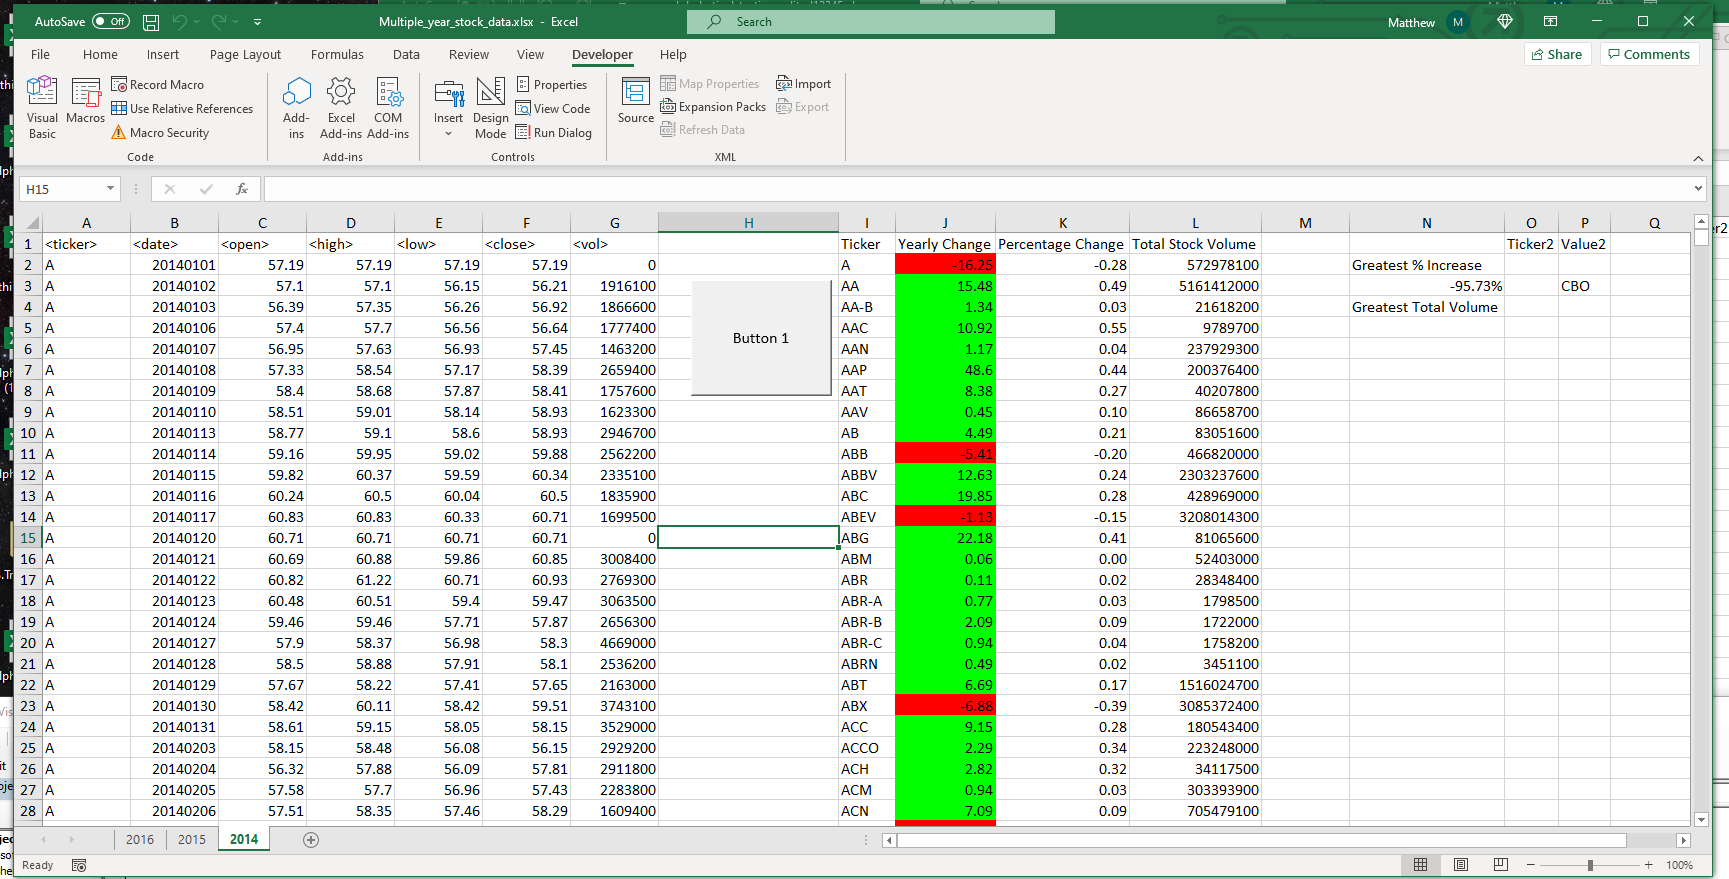 AutoSave Off Multiple_year_stock_data.xlsx - Excel Search Matthew M
File Home Insert Page Layout Formulas Data Review View Developer Help Share Comments
Visual Basic Macros Record Macro Use Relative References Macro Security Code
Add-ins Excel Add-ins COM Add-ins Add-ins
Insert Design Mode Properties View Code Run Dialog Controls
Source Map Properties Expansion Packs Refresh Data Import Export XML
H15 fx
A B C D E F G H I J K L M N O P Q
1 <ticker> <date> <open> <high> <low> <close> <vol> Ticker Yearly Change Percentage Change Total Stock Volume Ticker2 Value2
2 A 20140101 57.19 57.19 57.19 57.19 0 A -16.25 -0.28 572978100 Greatest % Increase
3 A 20140102 57.1 57.1 56.15 56.21 1916100 AA 15.48 0.49 5161412000 -95.73% CBO
4 A 20140103 56.39 57.35 56.26 56.92 1866600 AA-B 1.34 0.03 21618200 Greatest Total Volume
5 A 20140106 57.4 57.7 56.56 56.64 1777400 AAC 10.92 0.55 9789700
Button 1
6 A 20140107 56.95 57.63 56.93 57.45 1463200 AAN 1.17 0.04 237929300
7 A 20140108 57.33 58.54 57.17 58.39 2659400 AAP 48.6 0.44 200376400
8 A 20140109 58.4 58.68 57.87 58.41 1757600 AAT 8.38 0.27 40207800
9 A 20140110 58.51 59.01 58.14 58.93 1623300 AAV 0.45 0.10 86658700
10 A 20140113 58.77 59.1 58.6 58.93 2946700 AB 4.49 0.21 83051600
11 A 20140114 59.16 59.95 59.02 59.88 2562200 ABB -5.41 -0.20 466820000
12 A 20140115 59.82 60.37 59.59 60.34 2335100 ABBV 12.63 0.24 2303237600
13 A 20140116 60.24 60.5 60.04 60.5 1835900 ABC 19.85 0.28 428969000
14 A 20140117 60.83 60.83 60.33 60.71 1699500 ABEV -1.13 -0.15 3208014300
15 A 20140120 60.71 60.71 60.71 60.71 0 ABG 22.18 0.41 81065600
16 A 20140121 60.69 60.88 59.86 60.85 3008400 ABM 0.06 0.00 52403000
17 A 20140122 60.82 61.22 60.71 60.93 2769300 ABR 0.11 0.02 28348400
18 A 20140123 60.48 60.51 59.4 59.47 3063500 ABR-A 0.77 0.03 1798500
19 A 20140124 59.46 59.46 57.71 57.87 2656300 ABR-B 2.09 0.09 1722000
20 A 20140127 57.9 58.37 56.98 58.3 4669000 ABR-C 0.94 0.04 1758200
21 A 20140128 58.5 58.88 57.91 58.1 2536200 ABRN 0.49 0.02 3451100
22 A 20140129 57.67 58.22 57.41 57.65 2163000 ABT 6.69 0.17 1516024700
23 A 20140130 58.42 60.11 58.42 59.51 3743100 ABX -6.88 -0.39 3085372400
24 A 20140131 58.61 59.15 58.05 58.15 3529000 ACC 9.15 0.28 180543400
25 A 20140203 58.15 58.48 56.08 56.15 2929200 ACCO 2.29 0.34 223248000
26 A 20140204 56.32 57.88 56.09 57.81 2911800 ACH 2.82 0.32 34117500
27 A 20140205 57.58 57.7 56.96 57.43 2283800 ACM 0.94 0.03 303393900
28 A 20140206 57.51 58.35 57.46 58.29 1609400 ACN 7.09 0.09 705479100
2016 2015 2014
Ready 100%